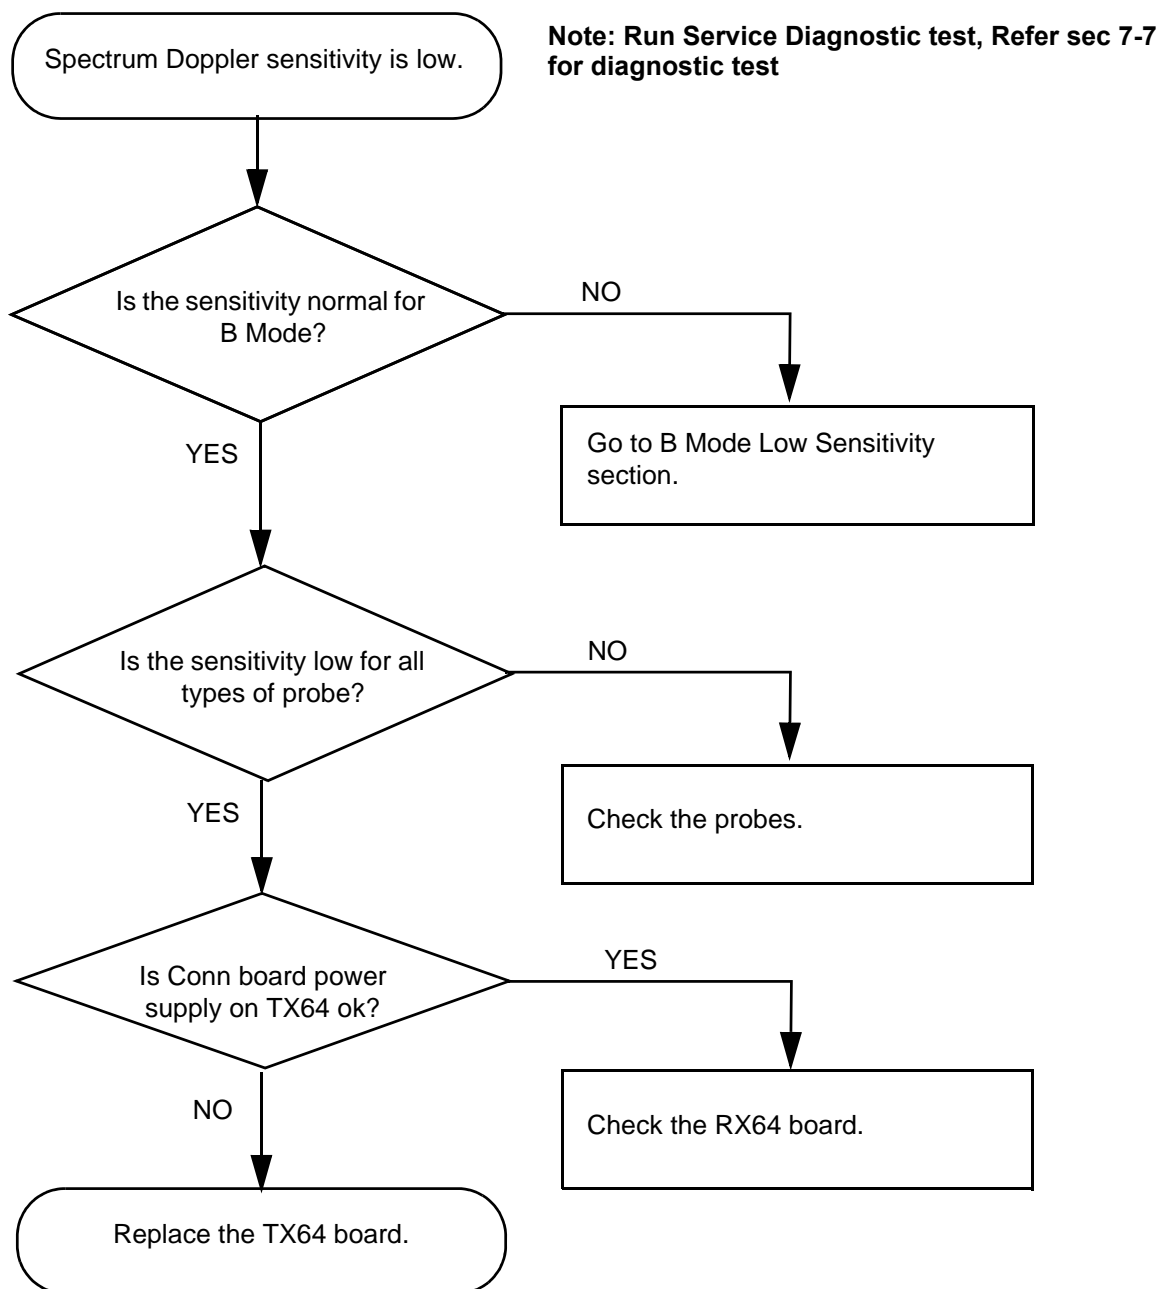 Spectrum Doppler sensitivity is low.
Note: Run Service Diagnostic test, Refer sec 7-7
for diagnostic test
Is the sensitivity normal for
B Mode?
NO
Go to B Mode Low Sensitivity
section.
YES
Is the sensitivity low for all
types of probe?
NO
Check the probes.
YES
Is Conn board power
supply on TX64 ok?
YES
Check the RX64 board.
NO
Replace the TX64 board.